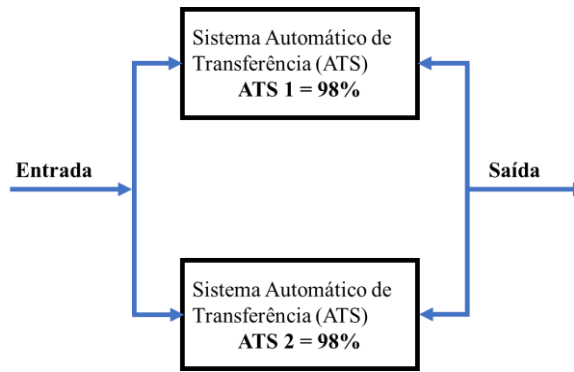 Sistema Automático de
Transferência (ATS)
ATS 1 = 98%
Entrada
Saída
Sistema Automático de
Transferência (ATS)
ATS 2 = 98%